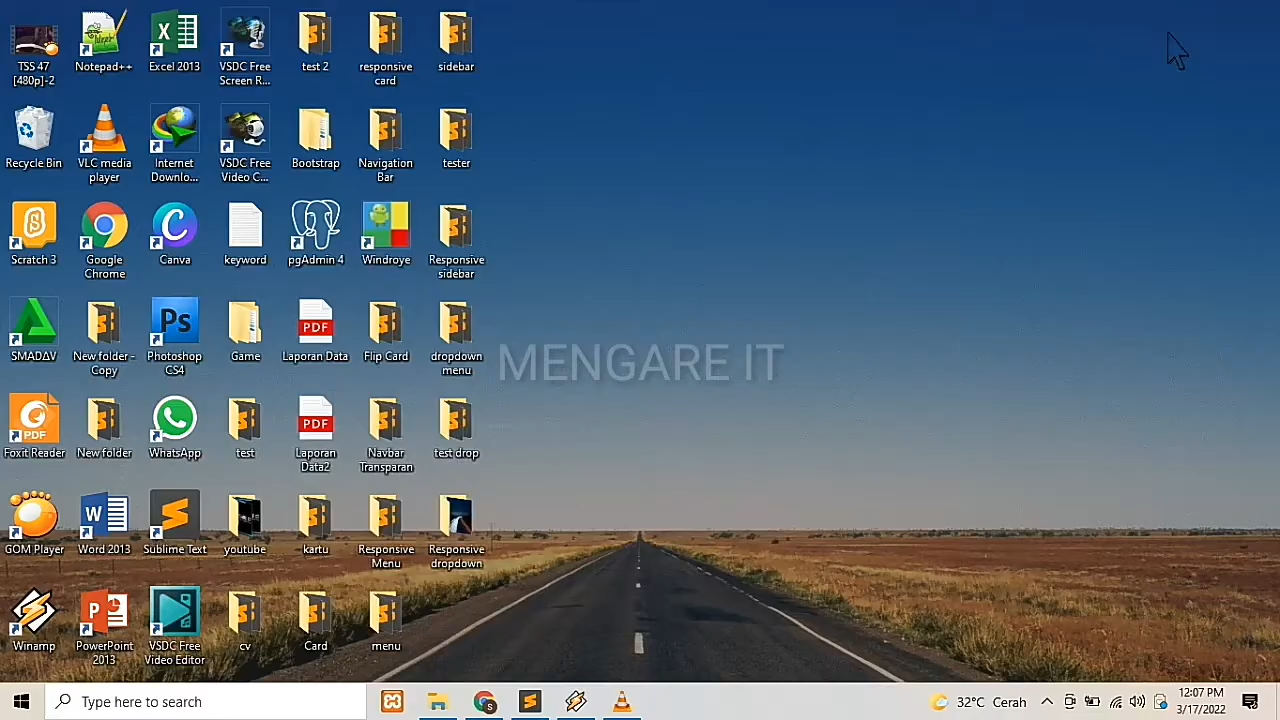 TSS 47
[480p]-2
Notepad++
Excel 2013
VSDC Free
Screen R...
test 2
responsive
card
sidebar
Recycle Bin
VLC media
player
Internet
Downlo...
VSDC Free
Video C...
Bootstrap
Navigation
Bar
tester
Scratch 3
Google
Chrome
Canva
keyword
pgAdmin 4
Windroye
Responsive
sidebar
SMADΔV
New folder -
Copy
Ps
Photoshop
CS4
Game
PDF
Laporan Data
Flip Card
dropdown
menu
MENGARE IT
PDF
Foxit Reader
New folder
WhatsApp
test
PDF
Laporan
Data2
Navbar
Transparan
test drop
GOM Player
Word 2013
Sublime Text
youtube
kartu
Responsive
Menu
Responsive
dropdown
Winamp
PowerPoint
2013
VSDC Free
Video Editor
cv
Card
menu
Type here to search
32°C Cerah
12:07 PM
3/17/2022